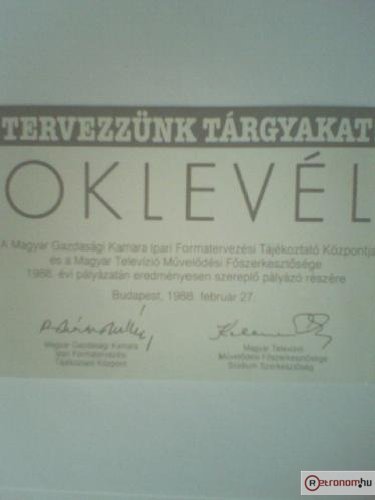 TERVEZZÜNK TÁRGYAKAT
OKLEVÉL
A Magyar Gazdasági Kamara Ipari Formatervezési Tájékoztató Központja
és a Magyar Televízió Művelődési Főszerkesztősége
1988. évi pályázatán eredményesen szereplő pályázó részére
Budapest, 1988. február 27.
Magyar Gazdasági Kamara
Ipari Formatervezési
Tájékoztató Központ
Magyar Televízió
Művelődési Főszerkesztősége
Stúdium Szerkesztőség
Retronom.hu